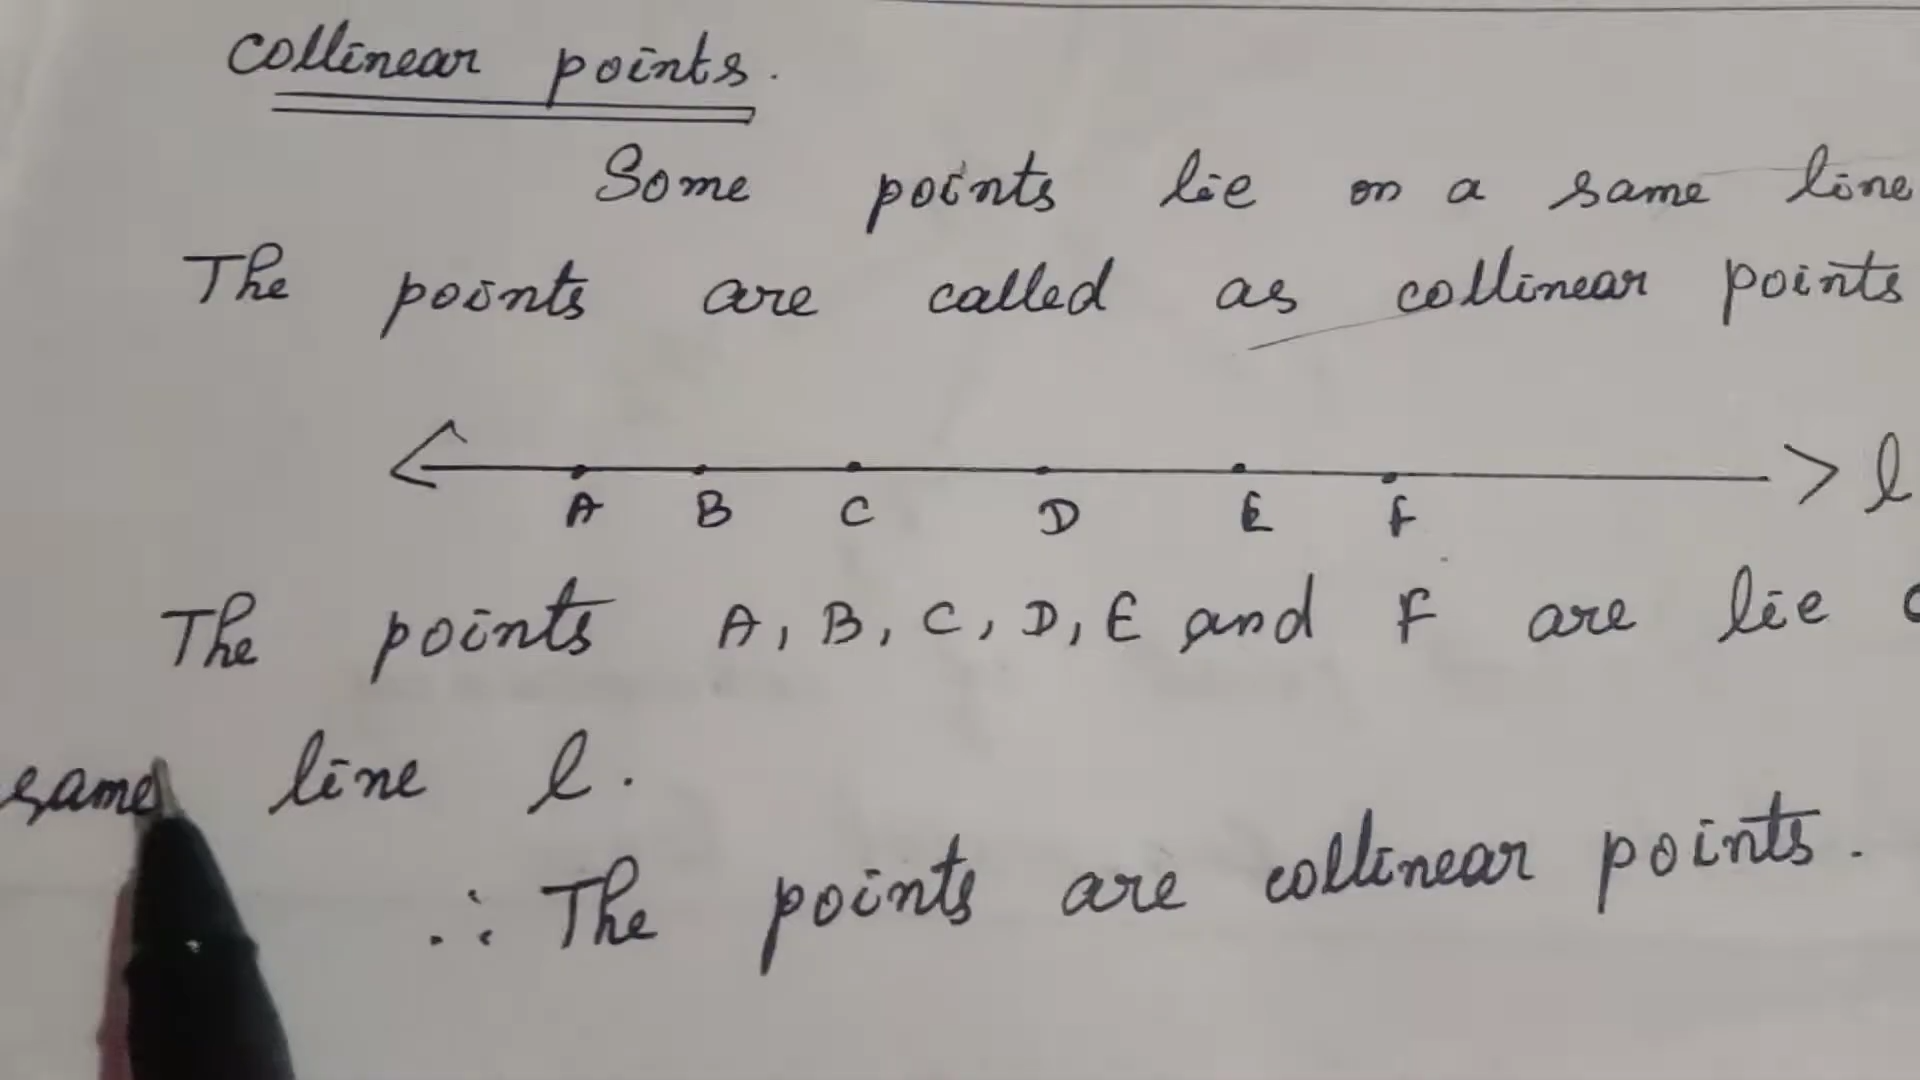 Collinear points.
Some points lie on a same line
The points are called as collinear points
l
A B C D E F
The points A, B, C, D, E and F are lie
same line l.
∴ The points are collinear points.